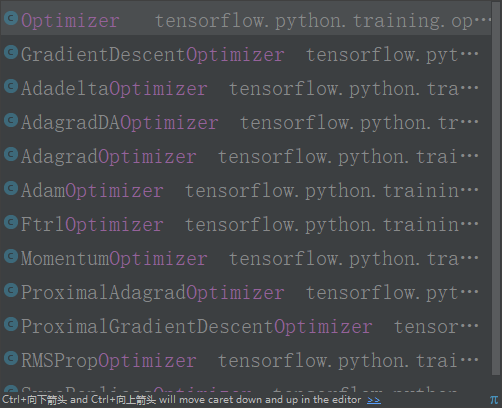 Optimizer tensorflow.python.training.op…
GradientDescentOptimizer tensorflow.pyt…
AdadeltaOptimizer tensorflow.python.tra…
AdagradDAOptimizer tensorflow.python.tr…
AdagradOptimizer tensorflow.python.trai…
AdamOptimizer tensorflow.python.trainin…
FtrlOptimizer tensorflow.python.trainin…
MomentumOptimizer tensorflow.python.tra…
ProximalAdagradOptimizer tensorflow.pyt…
ProximalGradientDescentOptimizer tensor…
RMSPropOptimizer tensorflow.python.trai…
SyncReplicasOptimizer tensorflow.python
Ctrl+向下箭头 and Ctrl+向上箭头 will move caret down and up in the editor >> π